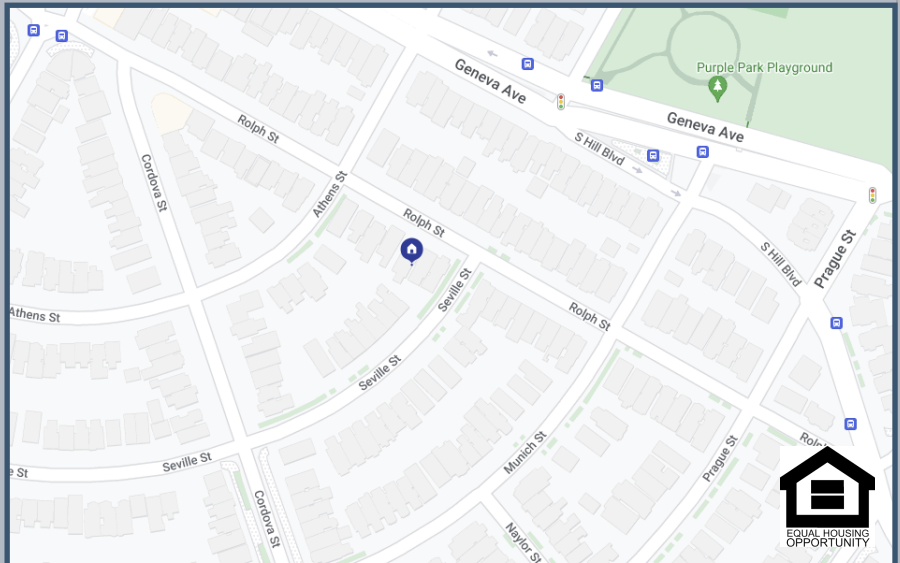 Purple Park Playground
Geneva Ave
Geneva Ave
Rolph St
S Hill Blvd
Cordova St
Athens St
Rolph St
S Hill Blvd
Prague St
Seville St
Athens St
Rolph St
Seville St
Rol
Prague St
Munich St
Seville St
e St
Cordova St
Naylor St
EQUAL HOUSING
OPPORTUNITY